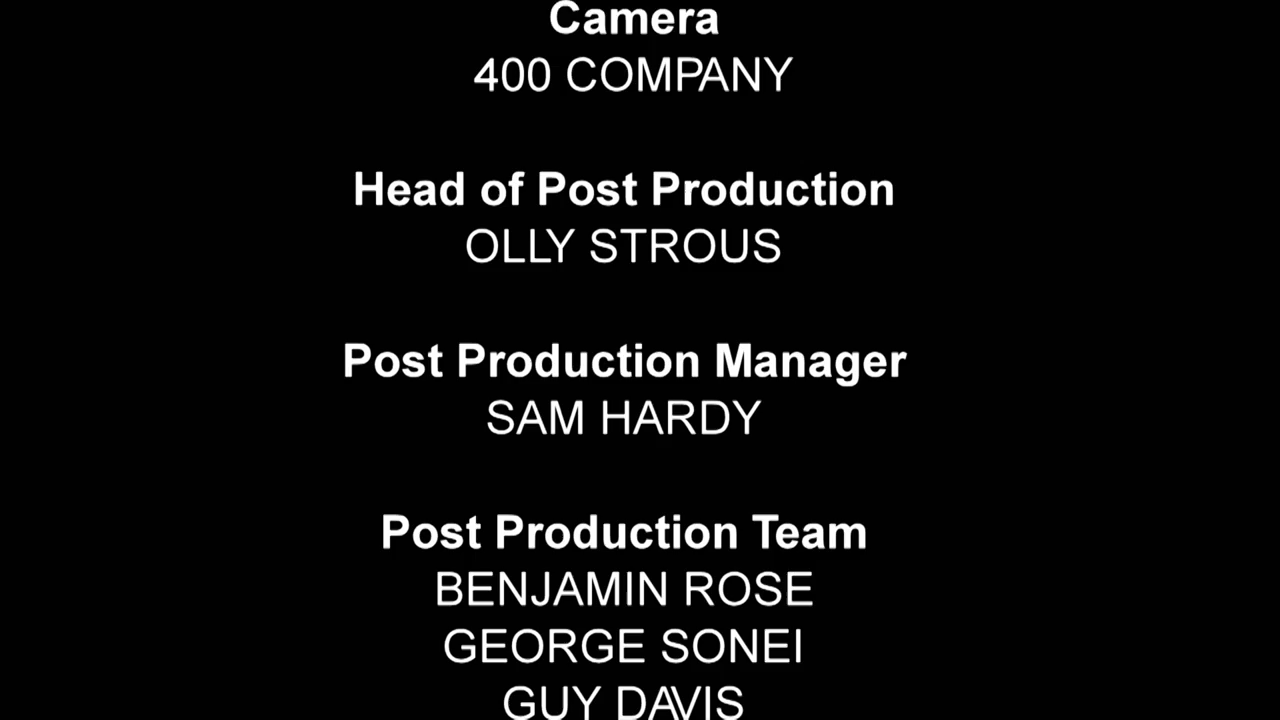 Camera
400 COMPANY
Head of Post Production
OLLY STROUS
Post Production Manager
SAM HARDY
Post Production Team
BENJAMIN ROSE
GEORGE SONEI
GUY DAVIS